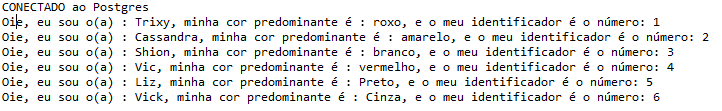 CONECTADO ao Postgres
Oie, eu sou o(a) : Trixy, minha cor predominante é : roxo, e o meu identificador é o número: 1
Oie, eu sou o(a) : Cassandra, minha cor predominante é : amarelo, e o meu identificador é o número: 2
Oie, eu sou o(a) : Shion, minha cor predominante é : branco, e o meu identificador é o número: 3
Oie, eu sou o(a) : Vic, minha cor predominante é : vermelho, e o meu identificador é o número: 4
Oie, eu sou o(a) : Liz, minha cor predominante é : Preto, e o meu identificador é o número: 5
Oie, eu sou o(a) : Vick, minha cor predominante é : Cinza, e o meu identificador é o número: 6